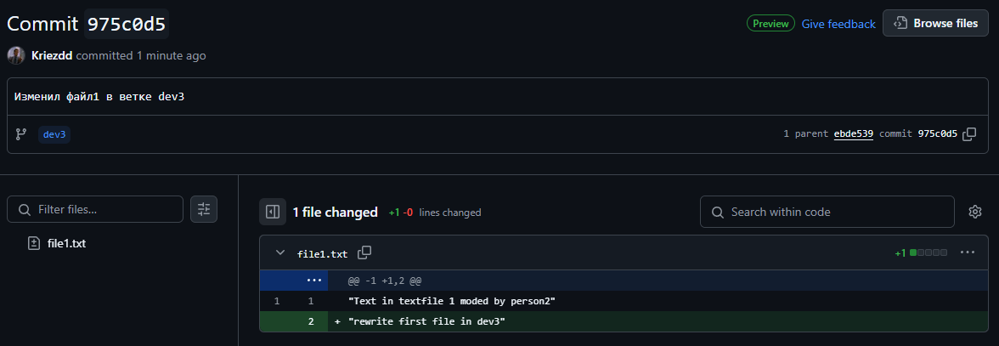 Commit 975c0d5
Preview Give feedback Browse files
Kriezdd committed 1 minute ago
Изменил файл1 в ветке dev3
dev3
1 parent ebde539 commit 975c0d5
Filter files...
file1.txt
1 file changed +1 -0 lines changed
Search within code
file1.txt
+1
@@ -1 +1,2 @@
1 1 "Text in textfile 1 moded by person2"
2 + "rewrite first file in dev3"